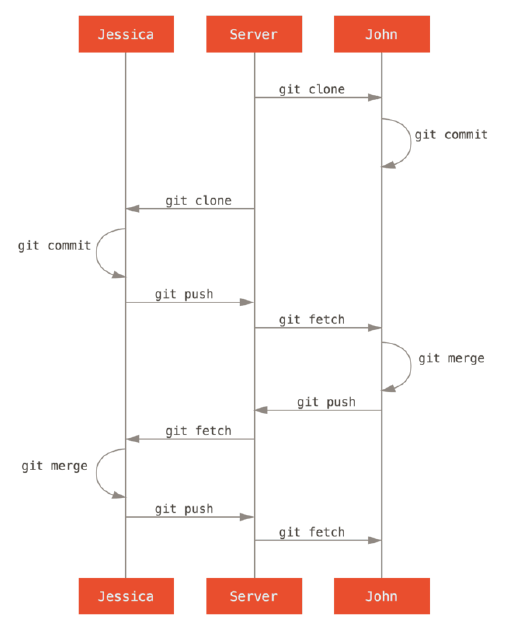 Jessica
Server
John
git clone
git commit
git clone
git commit
git push
git fetch
git merge
git push
git fetch
git merge
git push
git fetch
Jessica
Server
John